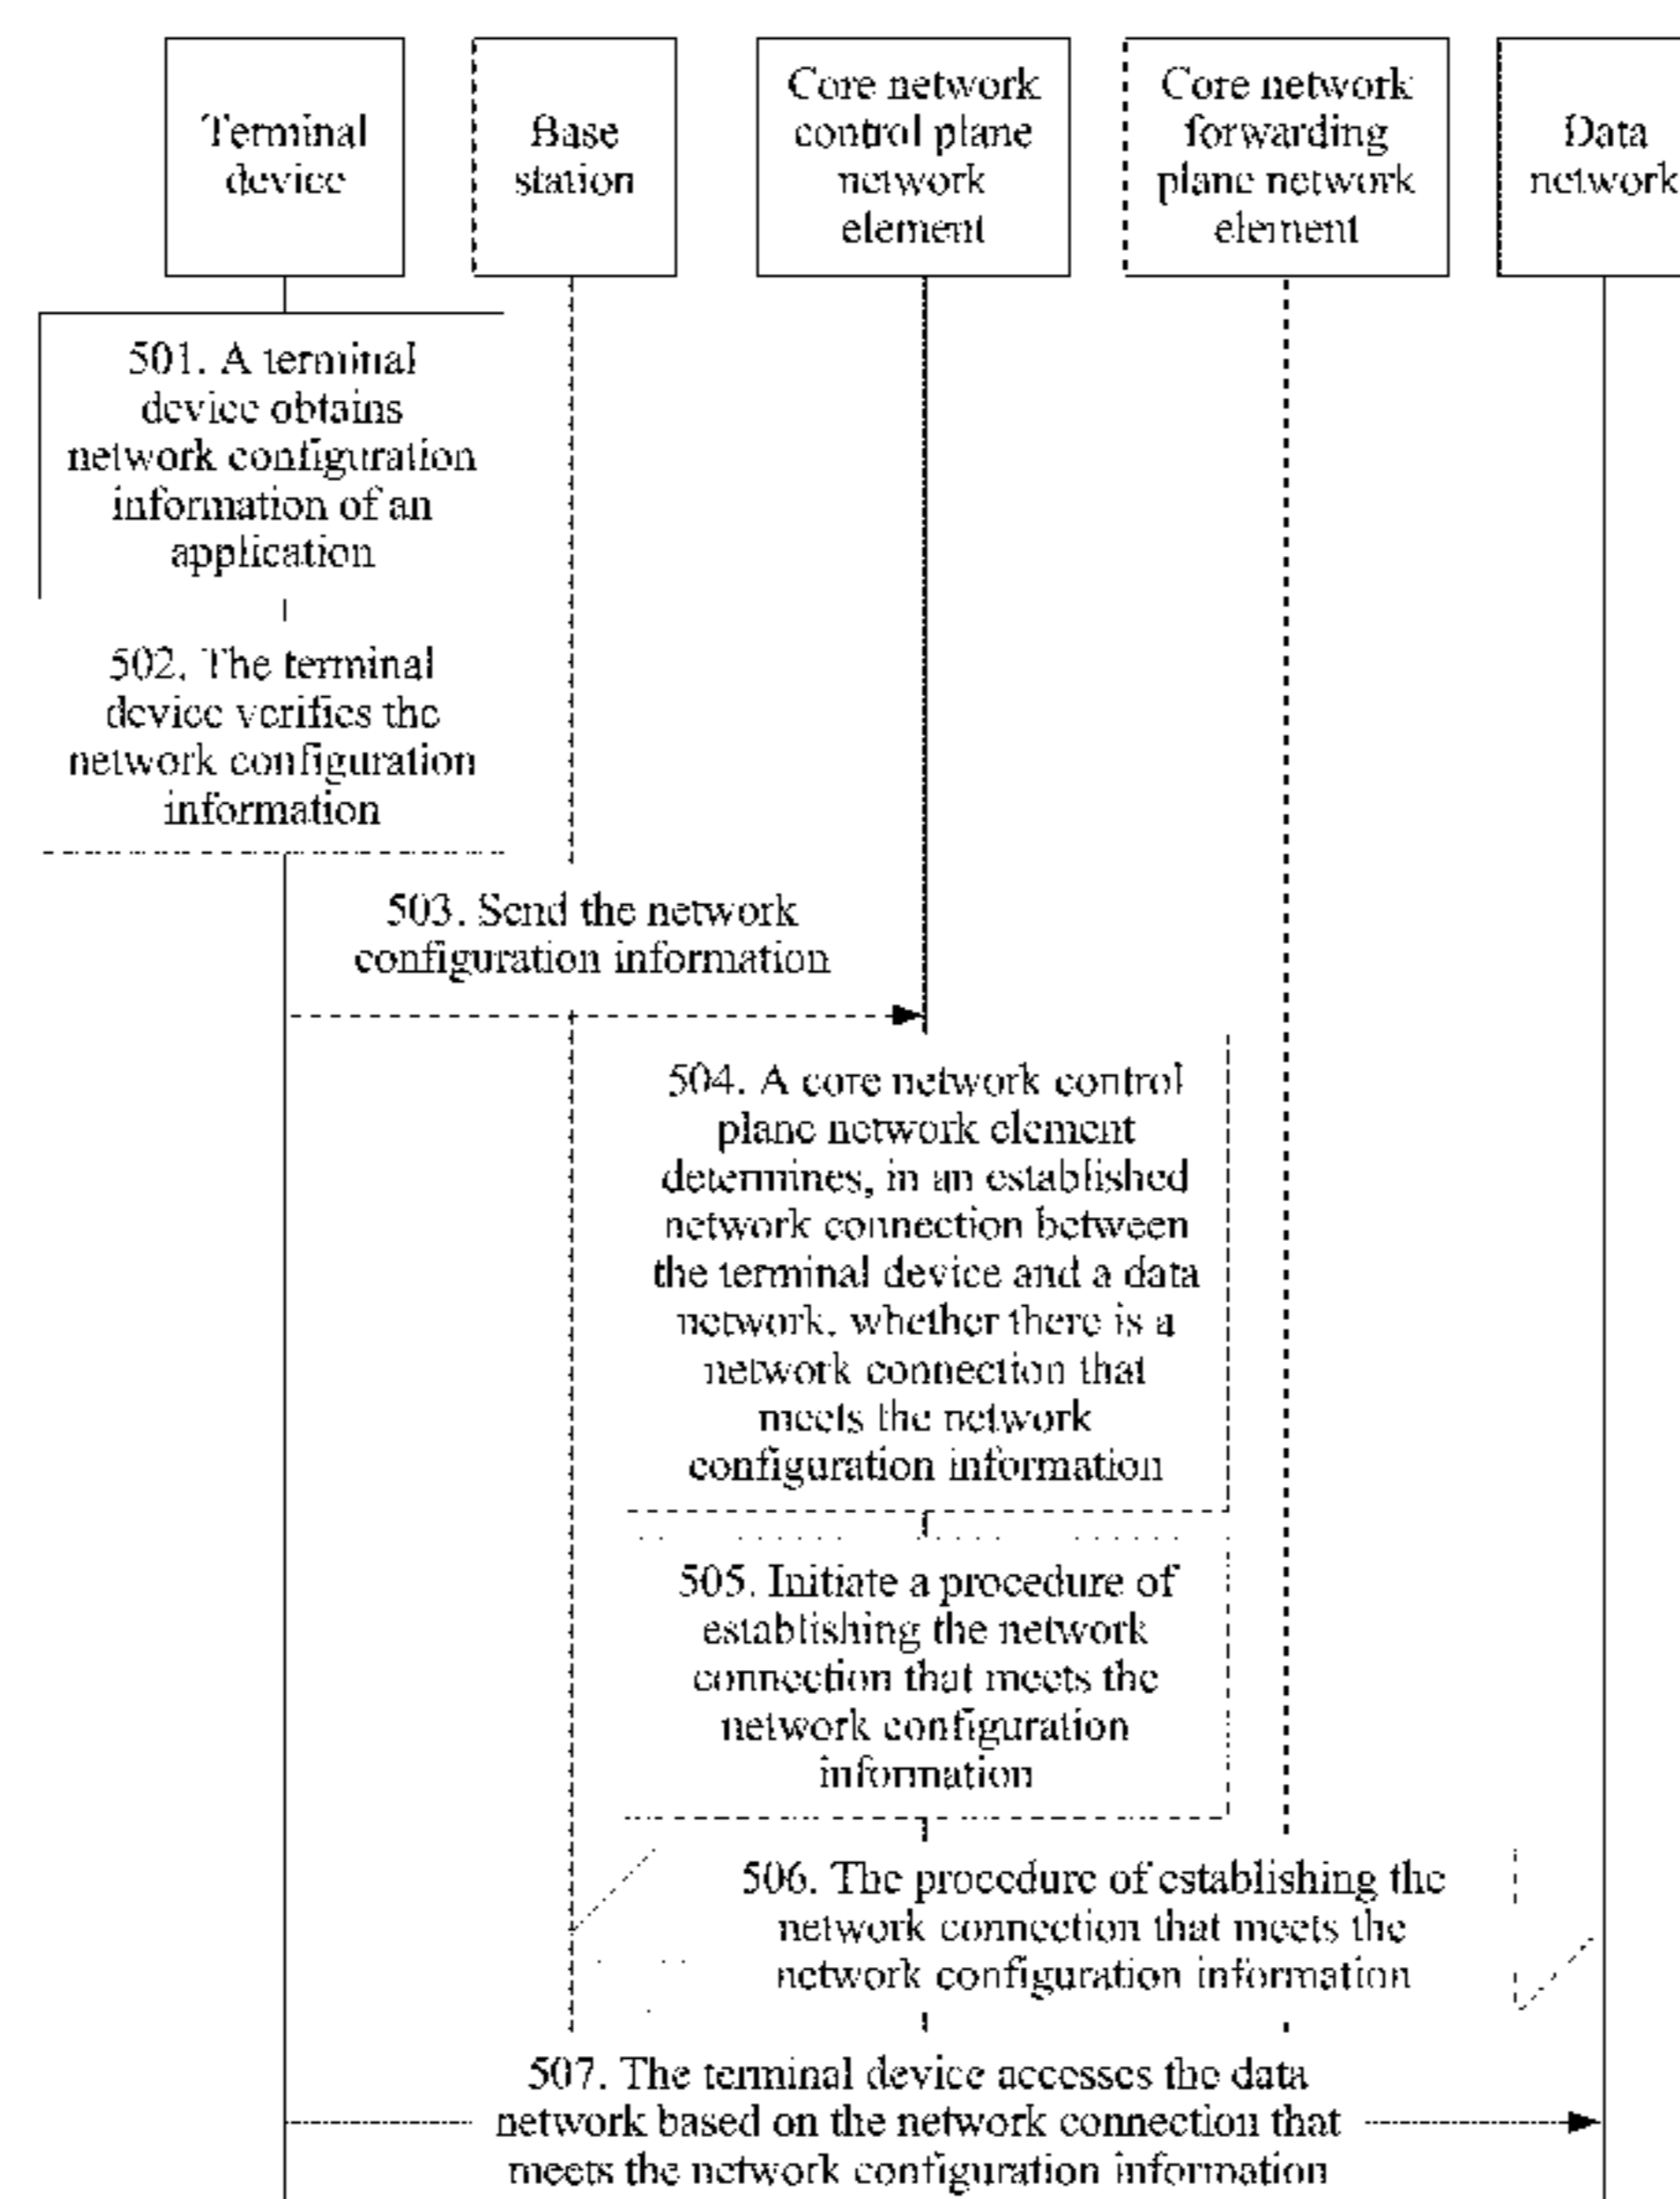 Terminal
device
Base
station
Core network
control plane
network
element
Core network
forwarding
plane network
element
Data
network
501. A terminal
device obtains
network configuration
information of an
application
502. The terminal
device verifies the
network configuration
information
503. Send the network
configuration information
504. A core network control
plane network element
determines, in an established
network connection between
the terminal device and a data
network, whether there is a
network connection that
meets the network
configuration information
505. Initiate a procedure of
establishing the network
connection that meets the
network configuration
information
506. The procedure of establishing the
network connection that meets the
network configuration information
507. The terminal device accesses the data
network based on the network connection that
meets the network configuration information